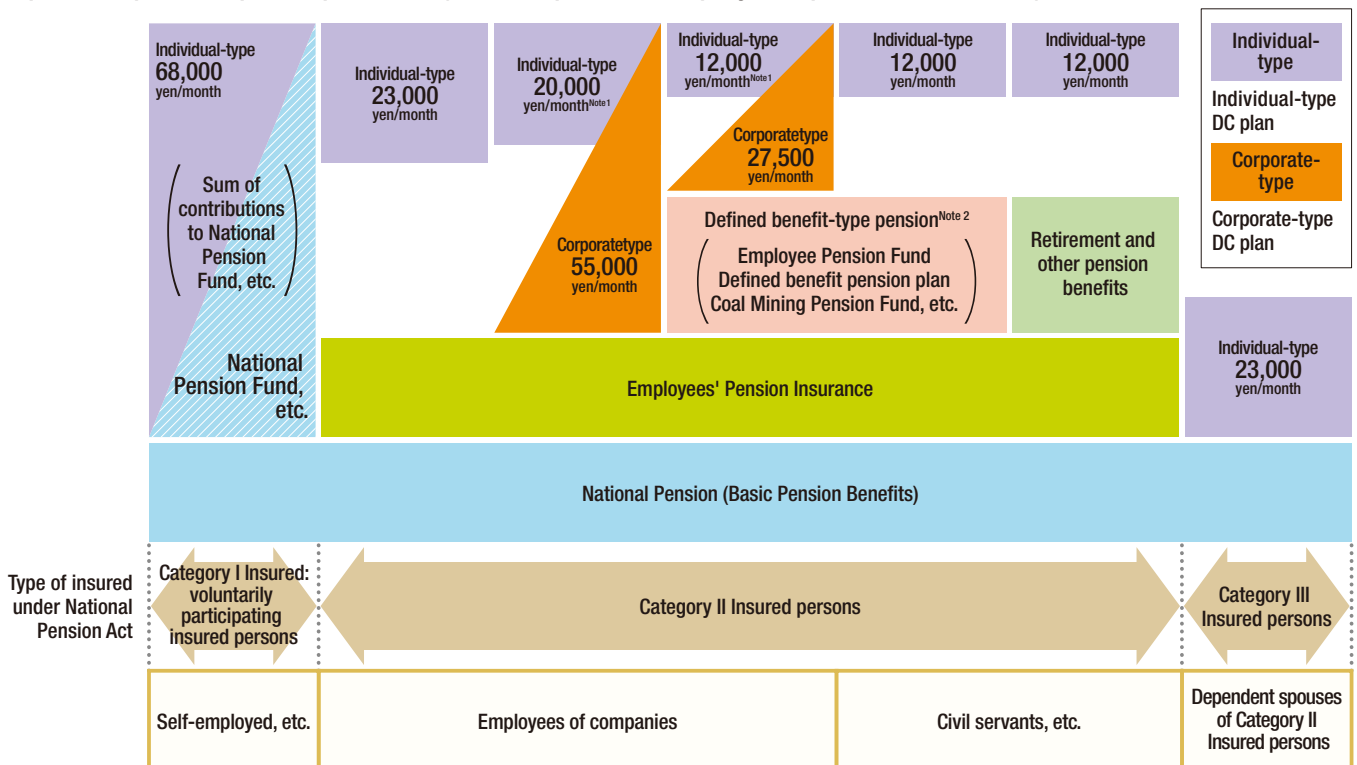 Individual-type
68,000
yen/month
Sum of
contributions
to National
Pension
Fund, etc.
National
Pension Fund,
etc.
Individual-type
23,000
yen/month
Individual-type
20,000
yen/monthNote1
Corporatetype
55,000
yen/month
Individual-type
12,000
yen/monthNote1
Corporatetype
27,500
yen/month
Individual-type
12,000
yen/month
Individual-type
12,000
yen/month
Defined benefit-type pensionNote 2
Employee Pension Fund
Defined benefit pension plan
Coal Mining Pension Fund, etc.
Retirement and
other pension
benefits
Individual-
type
Individual-type
DC plan
Corporate-
type
Corporate-type
DC plan
Employees' Pension Insurance
Individual-type
23,000
yen/month
National Pension (Basic Pension Benefits)
Type of insured
under National
Pension Act
Category I Insured:
voluntarily
participating
insured persons
Category II Insured persons
Category III
Insured persons
Self-employed, etc.
Employees of companies
Civil servants, etc.
Dependent spouses
of Category II
Insured persons